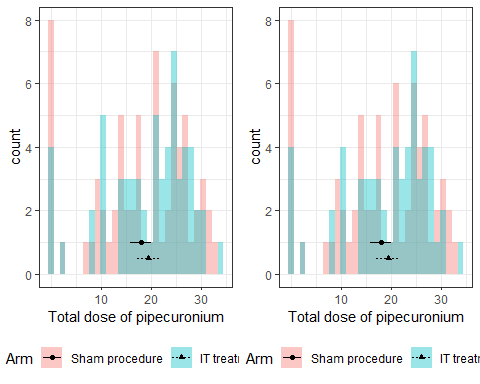 8
6
4
2
0
count
10 20 30
Total dose of pipecuronium
Arm Sham procedure IT treat
8
6
4
2
0
count
10 20 30
Total dose of pipecuronium
Arm Sham procedure IT treat